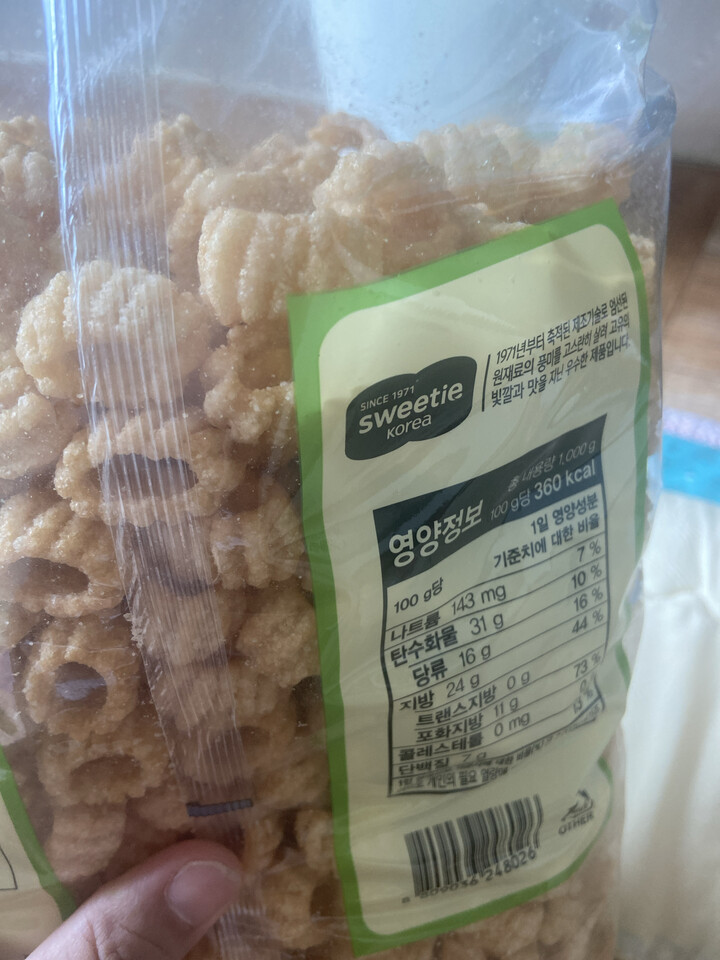 SINCE 1971
sweetie
KOREA
1971년부터 축적된 제조기술로 엄선된
원재료의 풍미를 고스란히 살려 고유의
빛깔과 맛을 지닌 우수한 제품입니다.
영양정보
총 내용량 1,000 g
100 g당 360 kcal
100 g당
1일 영양성분
기준치에 대한 비율
나트륨 143 mg 7 %
탄수화물 31 g 10 %
당류 16 g 16 %
지방 24 g 44 %
트랜스지방 0 g
포화지방 11 g 73 %
콜레스테롤 0 mg
단백질 7 g
OTHER